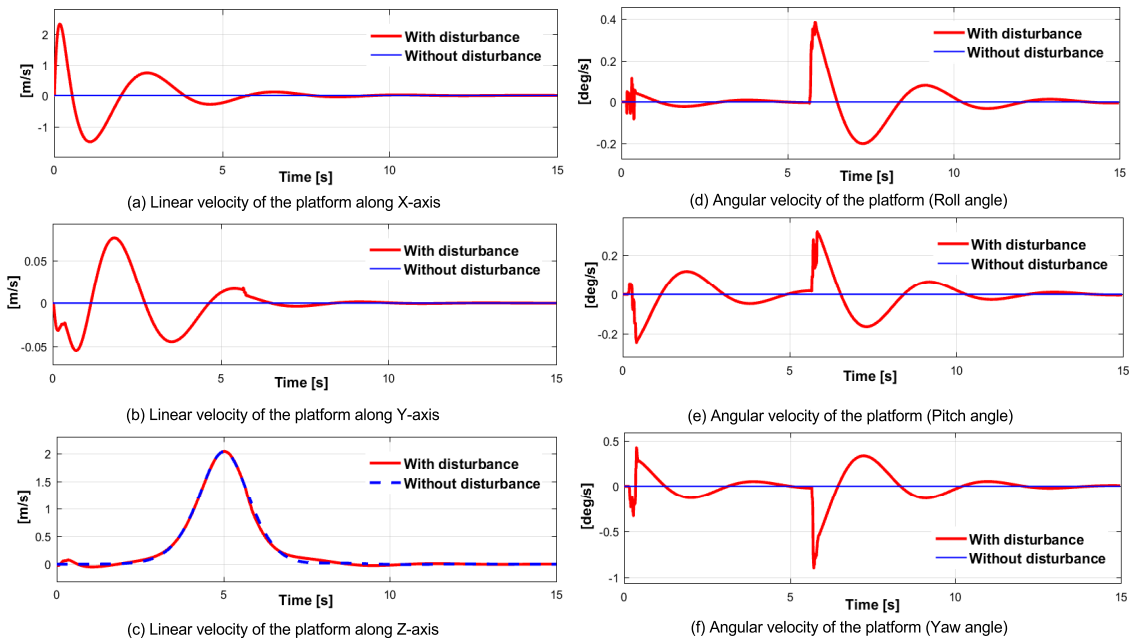 2
1
0
-1
[m/s]
With disturbance
Without disturbance
0
5
10
15
Time [s]
(a) Linear velocity of the platform along X-axis
0.05
0
-0.05
[m/s]
With disturbance
Without disturbance
0
5
10
15
Time [s]
(b) Linear velocity of the platform along Y-axis
2
1.5
1
0.5
0
[m/s]
With disturbance
Without disturbance
0
5
10
15
Time [s]
(c) Linear velocity of the platform along Z-axis
0.4
0.2
0
-0.2
[deg/s]
With disturbance
Without disturbance
0
5
10
15
Time [s]
(d) Angular velocity of the platform (Roll angle)
0.2
0
-0.2
[deg/s]
With disturbance
Without disturbance
0
5
10
15
Time [s]
(e) Angular velocity of the platform (Pitch angle)
0.5
0
-0.5
-1
[deg/s]
With disturbance
Without disturbance
0
5
10
15
Time [s]
(f) Angular velocity of the platform (Yaw angle)